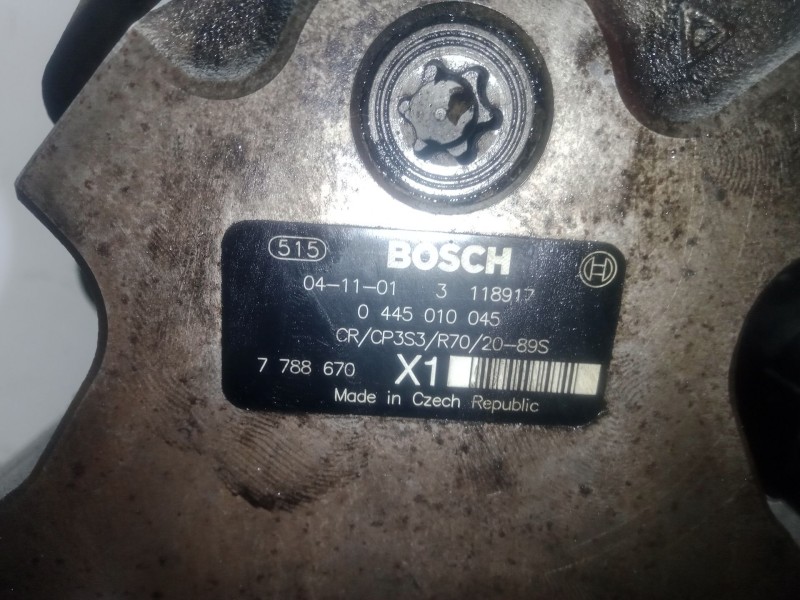 515 BOSCH
04-11-01 3 118917
0 445 010 045
CR/CP3S3/R70/20-89S
7 788 670 X1
Made in Czech Republic